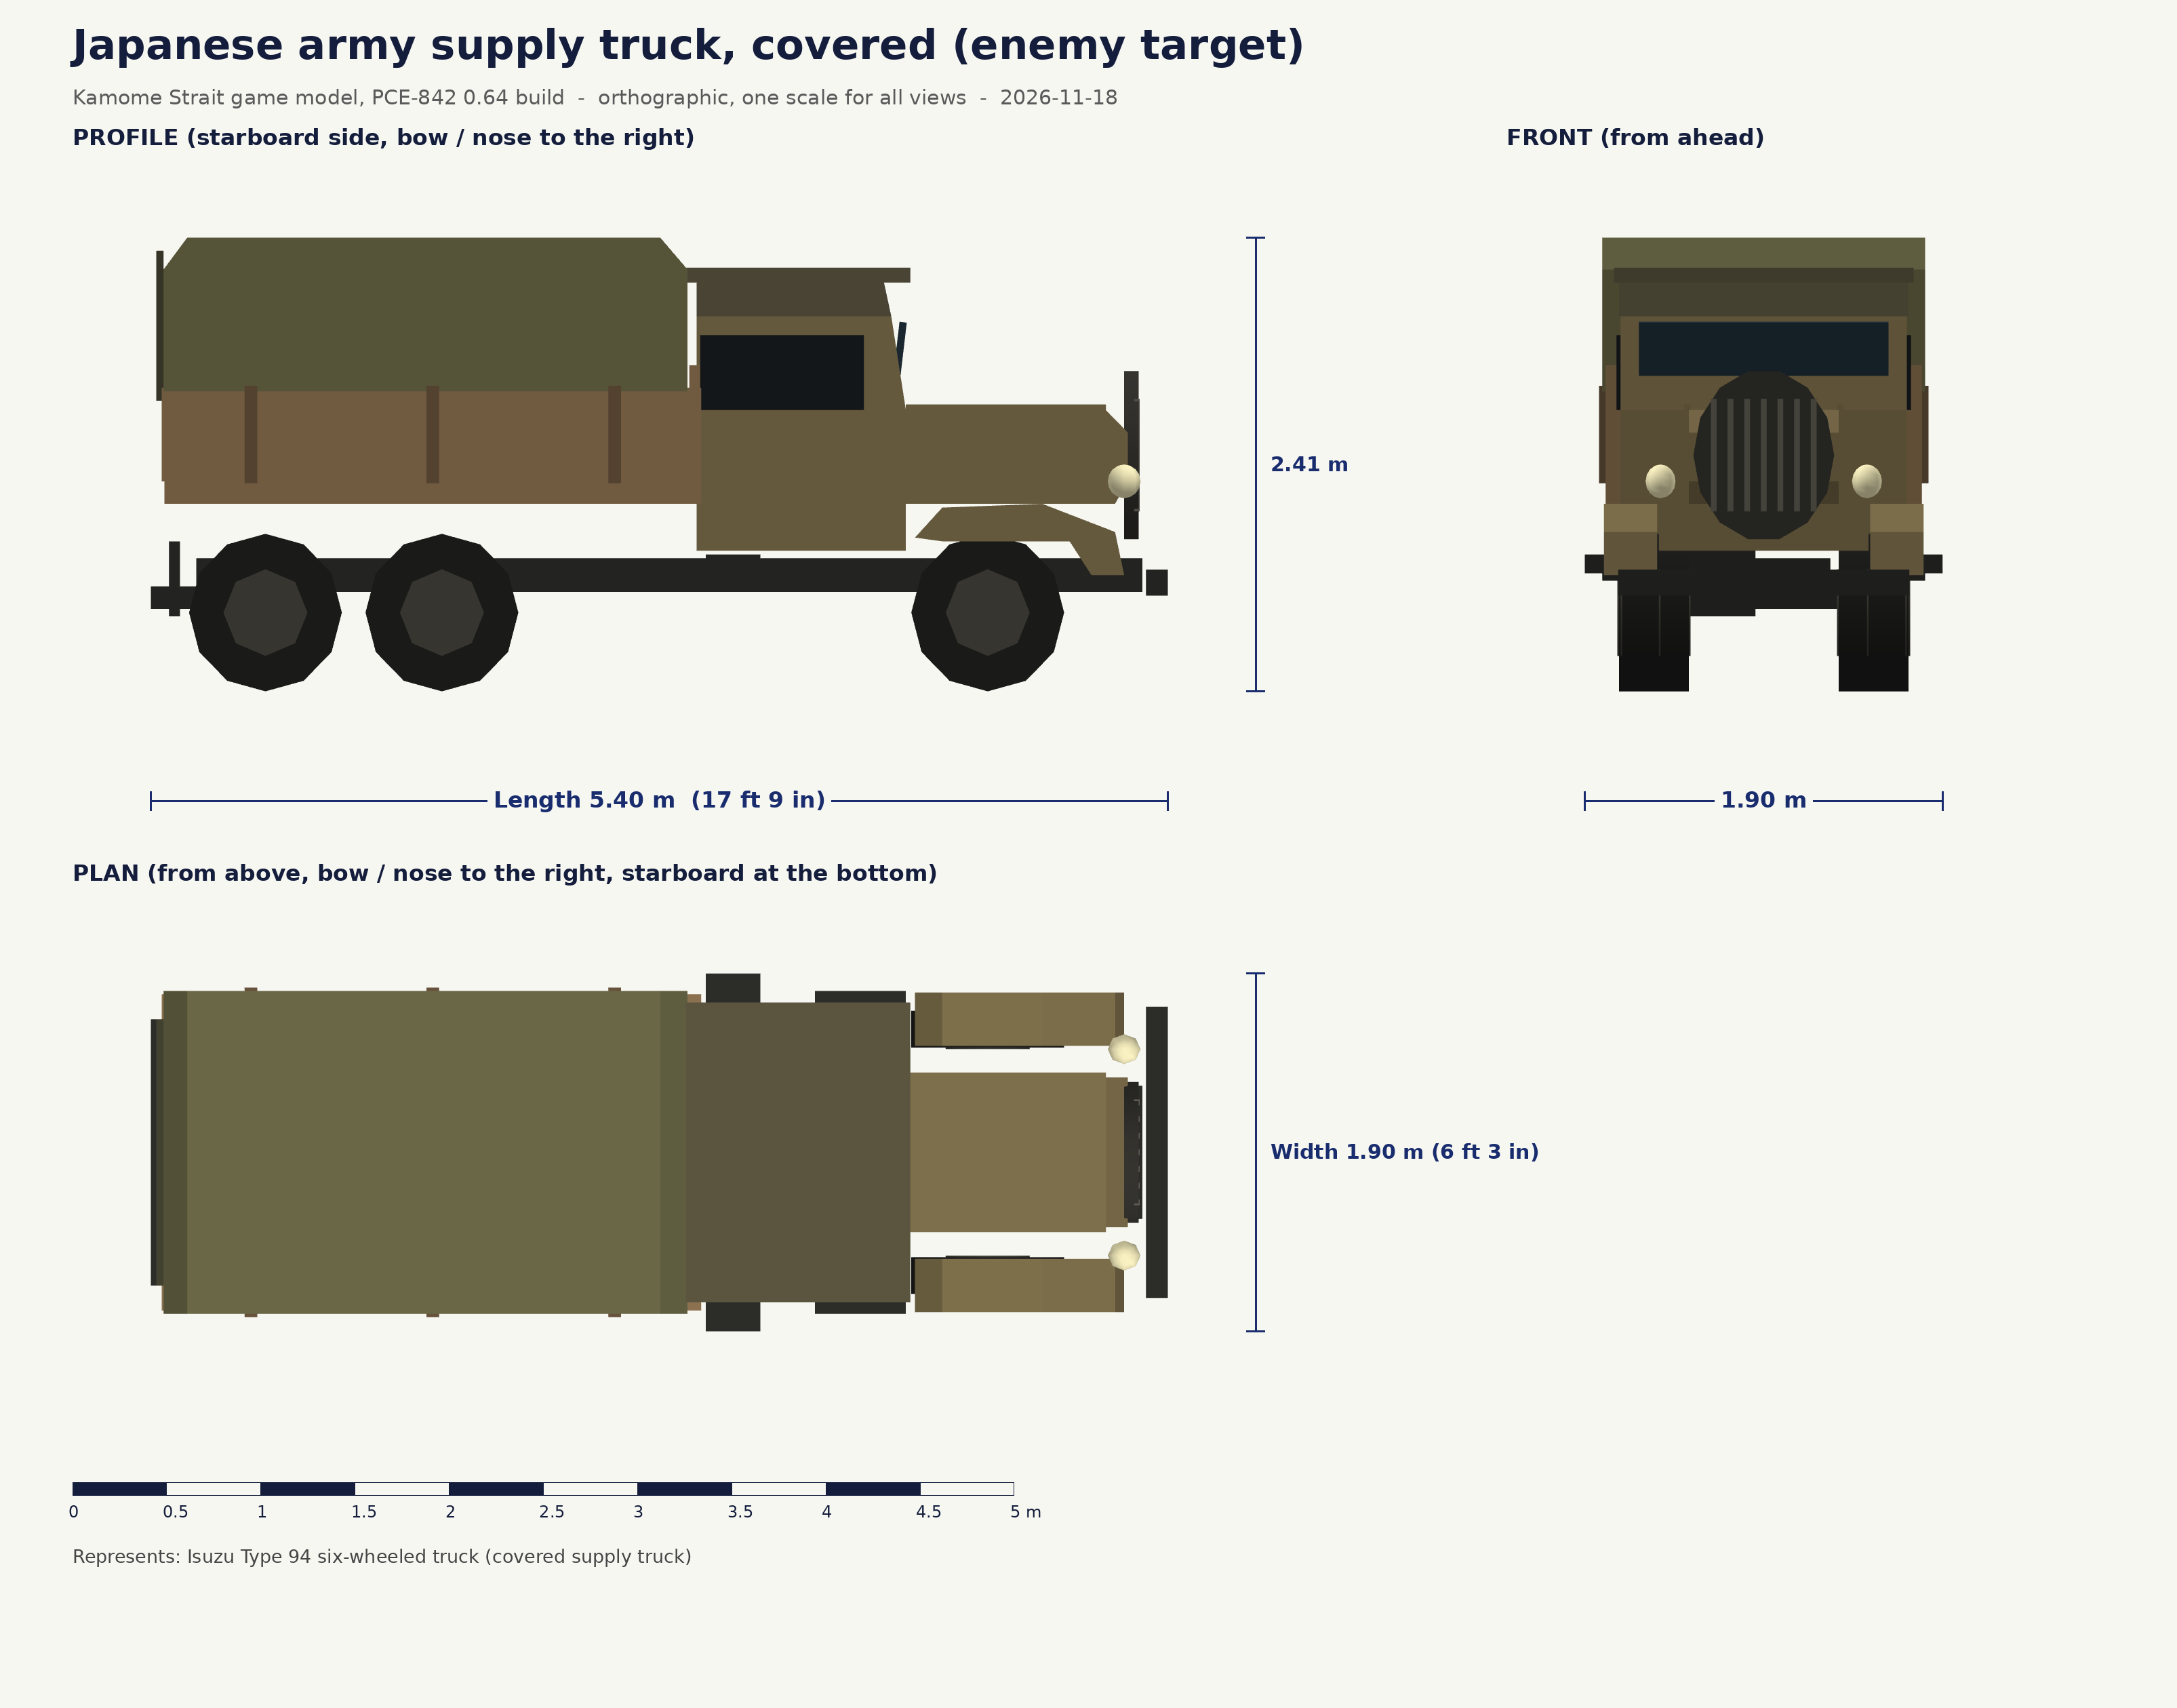 Japanese army supply truck, covered (enemy target)
Kamome Strait game model, PCE-842 0.64 build - orthographic, one scale for all views - 2026-11-18
PROFILE (starboard side, bow / nose to the right)
FRONT (from ahead)
2.41 m
Length 5.40 m (17 ft 9 in)
1.90 m
PLAN (from above, bow / nose to the right, starboard at the bottom)
Width 1.90 m (6 ft 3 in)
0 0.5 1 1.5 2 2.5 3 3.5 4 4.5 5 m
Represents: Isuzu Type 94 six-wheeled truck (covered supply truck)